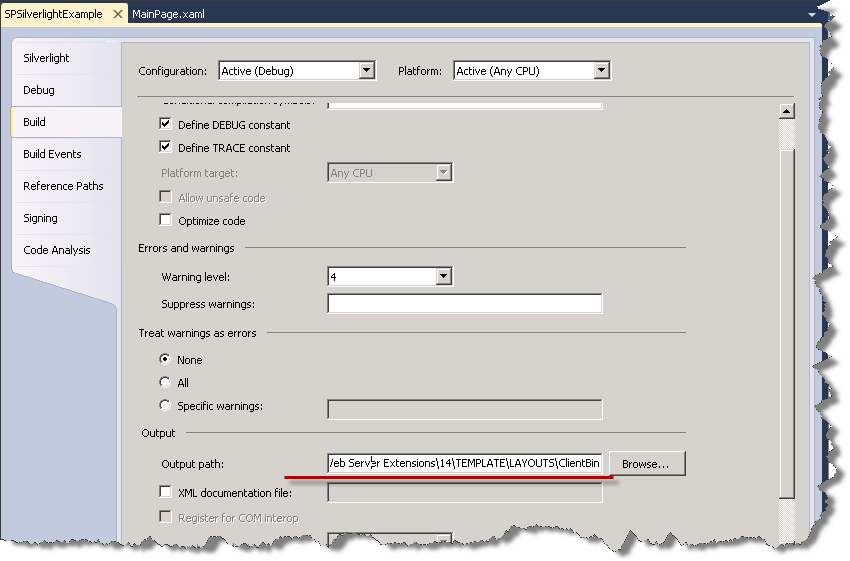 SPSilverlightExample
MainPage.xaml
Silverlight
Debug
Build
Build Events
Reference Paths
Signing
Code Analysis
Configuration: Active (Debug)
Platform: Active (Any CPU)
Define DEBUG constant
Define TRACE constant
Platform target: Any CPU
Allow unsafe code
Optimize code
Errors and warnings
Warning level: 4
Suppress warnings:
Treat warnings as errors
None
All
Specific warnings:
Output
Output path: /eb Server Extensions\14\TEMPLATE\LAYOUTS\ClientBin Browse...
XML documentation file:
Register for COM interop